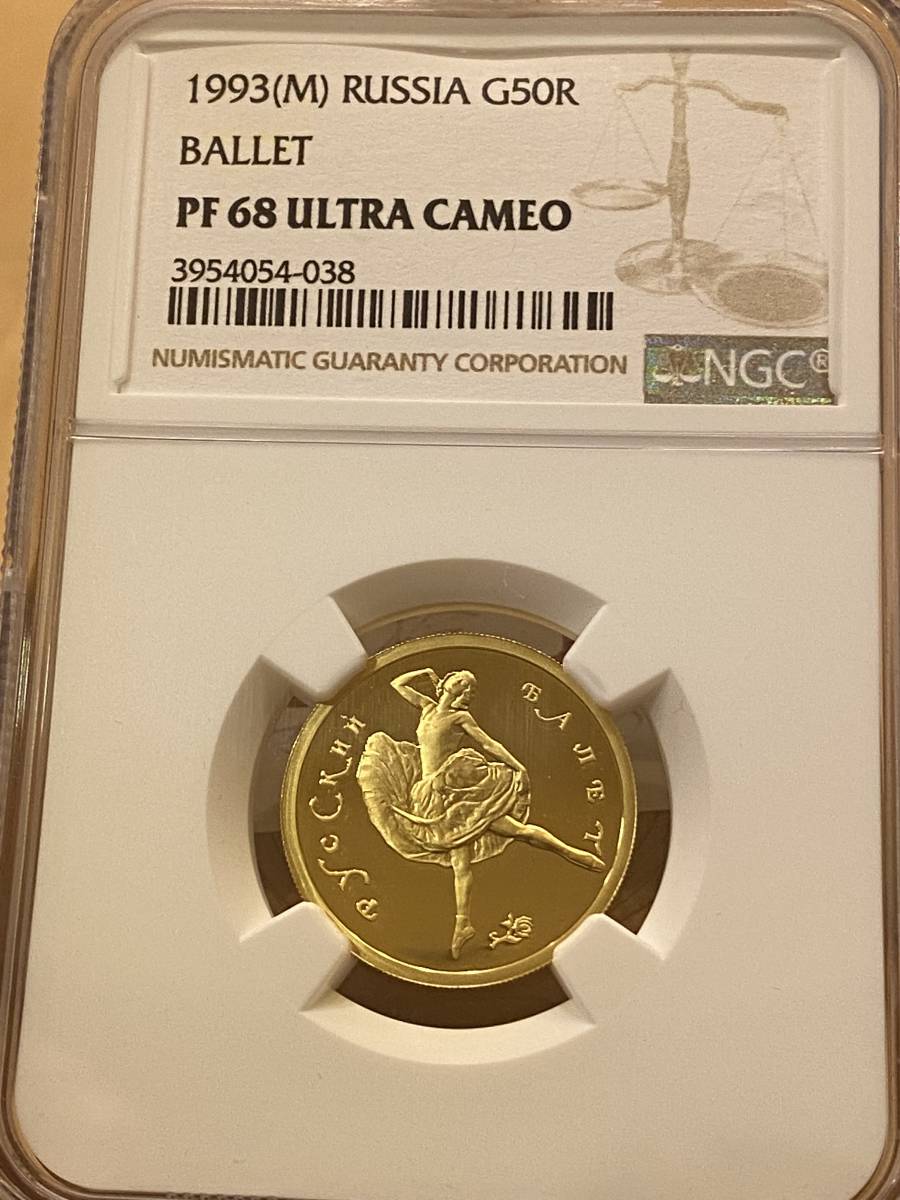 1993(M) RUSSIA G50R
BALLET
PF 68 ULTRA CAMEO
3954054-038
NUMISMATIC GUARANTY CORPORATION
NGC®
РУССКИЙ БАЛЕТ